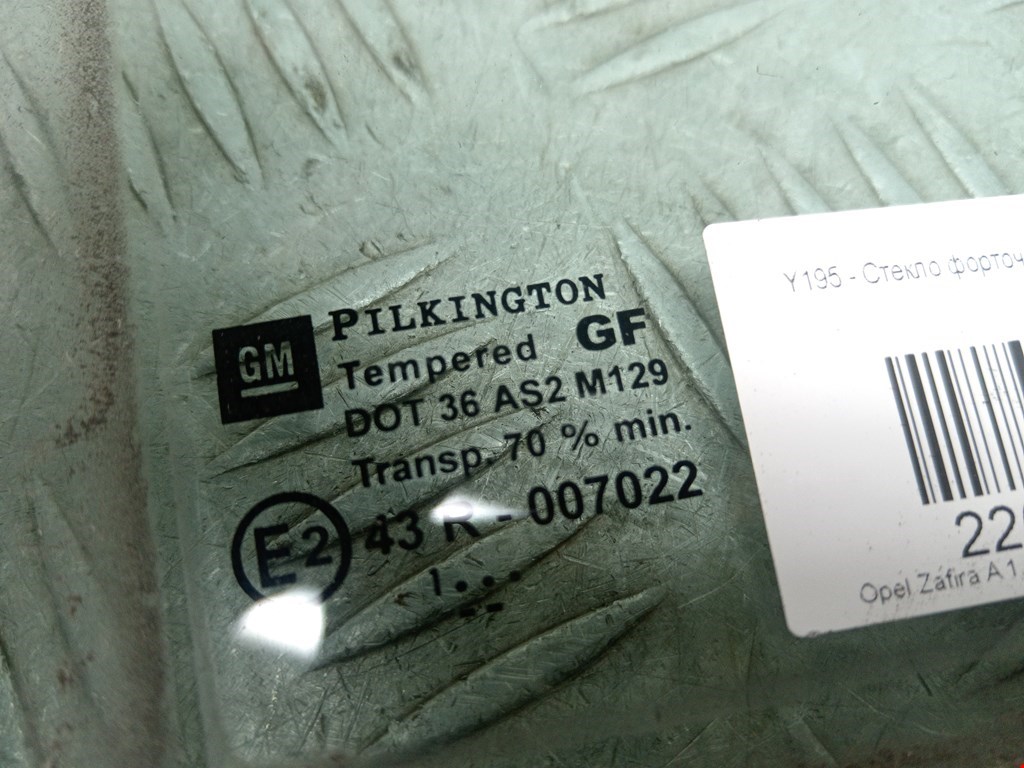 GM
PILKINGTON
Tempered GF
DOT 36 AS2 M129
Transp. 70 % min.
E2 43 R - 007022
1...
--
Y195 - Стекло форточ
22
Opel Zafira A 1